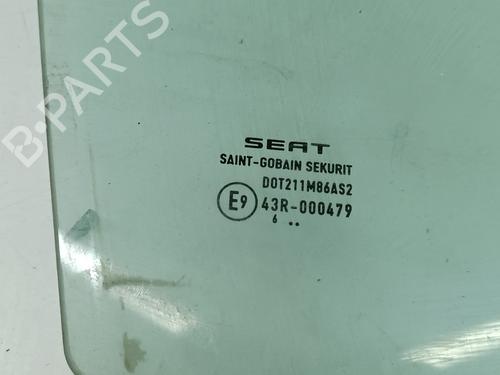 B-PARTS
SEAT
SAINT-GOBAIN SEKURIT
DOT211M86AS2
E9 43R-000479
6 ..